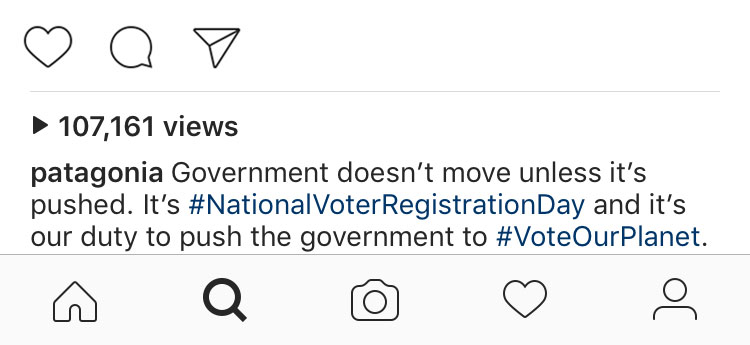 107,161 views
patagonia Government doesn’t move unless it’s
pushed. It’s #NationalVoterRegistrationDay and it’s
our duty to push the government to #VoteOurPlanet.